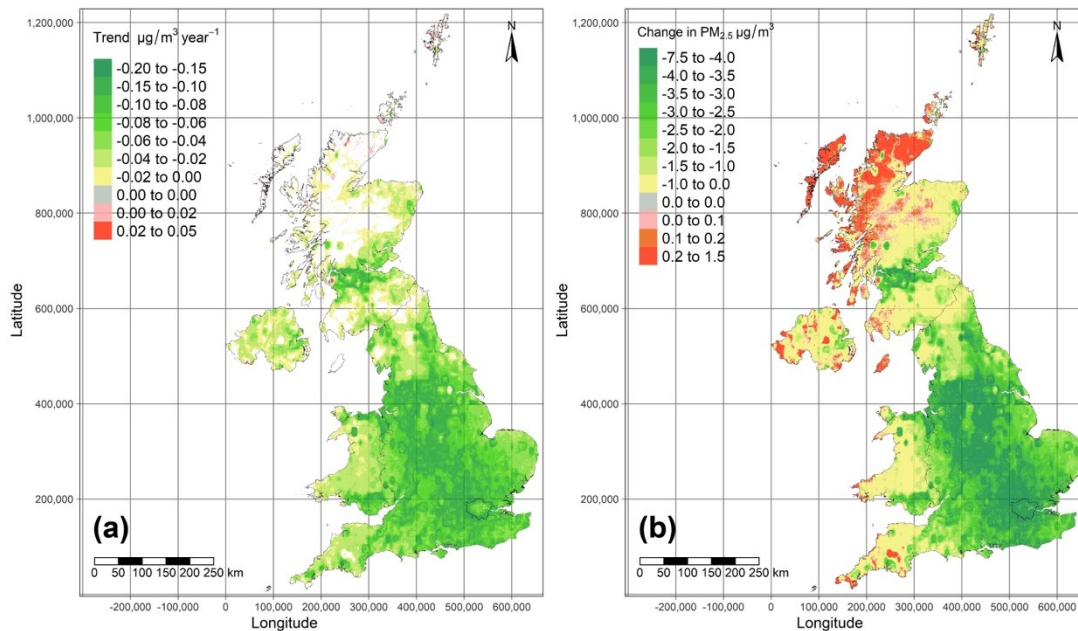 Trend µg/m³ year⁻¹
-0.20 to -0.15
-0.15 to -0.10
-0.10 to -0.08
-0.08 to -0.06
-0.06 to -0.04
-0.04 to -0.02
-0.02 to 0.00
0.00 to 0.00
0.00 to 0.02
0.02 to 0.05
N
1,200,000
1,000,000
800,000
600,000
400,000
200,000
0
Latitude
(a)
0 50 100 150 200 250 km
-200,000 -100,000 0 100,000 200,000 300,000 400,000 500,000 600,000
Longitude
Change in PM₂.₅ µg/m³
-7.5 to -4.0
-4.0 to -3.5
-3.5 to -3.0
-3.0 to -2.5
-2.5 to -2.0
-2.0 to -1.5
-1.5 to -1.0
-1.0 to 0.0
0.0 to 0.0
0.0 to 0.1
0.1 to 0.2
0.2 to 1.5
N
1,200,000
1,000,000
800,000
600,000
400,000
200,000
0
Latitude
(b)
0 50 100 150 200 250 km
-200,000 -100,000 0 100,000 200,000 300,000 400,000 500,000 600,000
Longitude